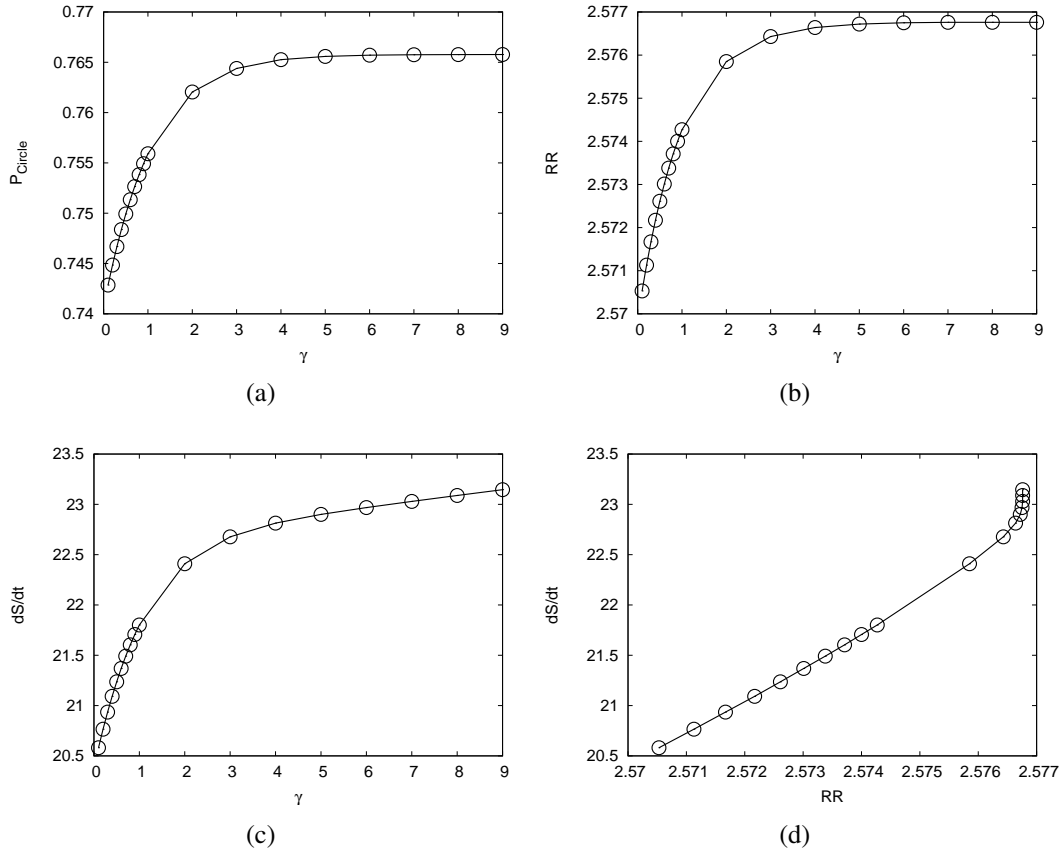 0.77
0.765
0.76
0.755
0.75
0.745
0.74
P_Circle
0 1 2 3 4 5 6 7 8 9
γ
(a)
2.577
2.576
2.575
2.574
2.573
2.572
2.571
2.57
RR
0 1 2 3 4 5 6 7 8 9
γ
(b)
23.5
23
22.5
22
21.5
21
20.5
dS/dt
0 1 2 3 4 5 6 7 8 9
γ
(c)
23.5
23
22.5
22
21.5
21
20.5
dS/dt
2.57 2.571 2.572 2.573 2.574 2.575 2.576 2.577
RR
(d)